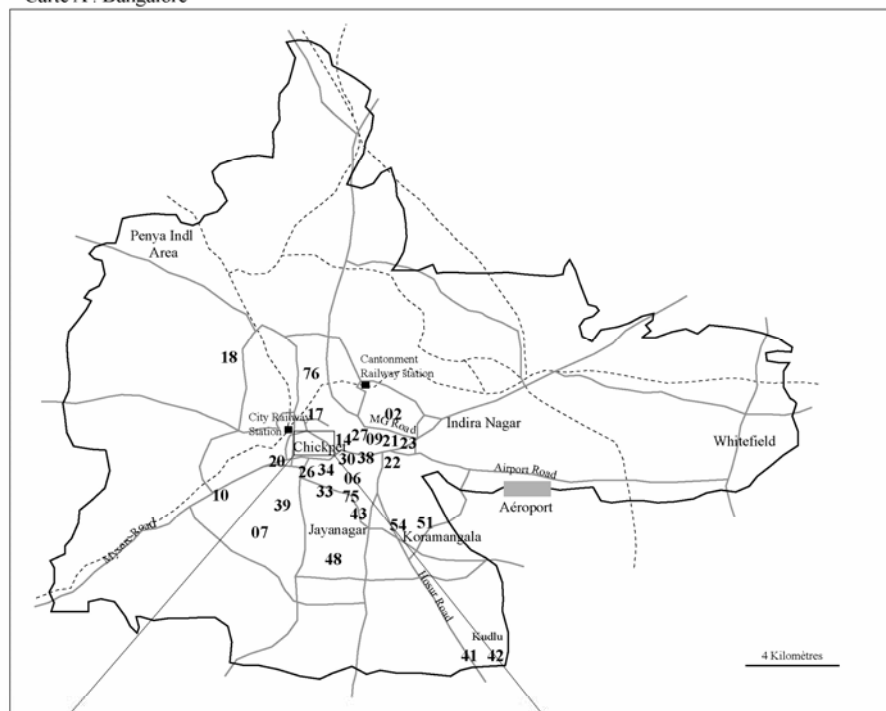 Carte A : Bangalore
Penya Indl
Area
18
Cantonment
Railway station
76
02
17
City Railway
Station
MG Road
Indira Nagar
Whitefield
14 27 09 21 23
Chickpet
30 38
20
26 34
22
Airport Road
06
10
33
75
Aéroport
39
43
07
Jayanagar
54 51
Koramangala
Mysore Road
48
Hosur Road
Kudlu
41 42
4 Kilomètres